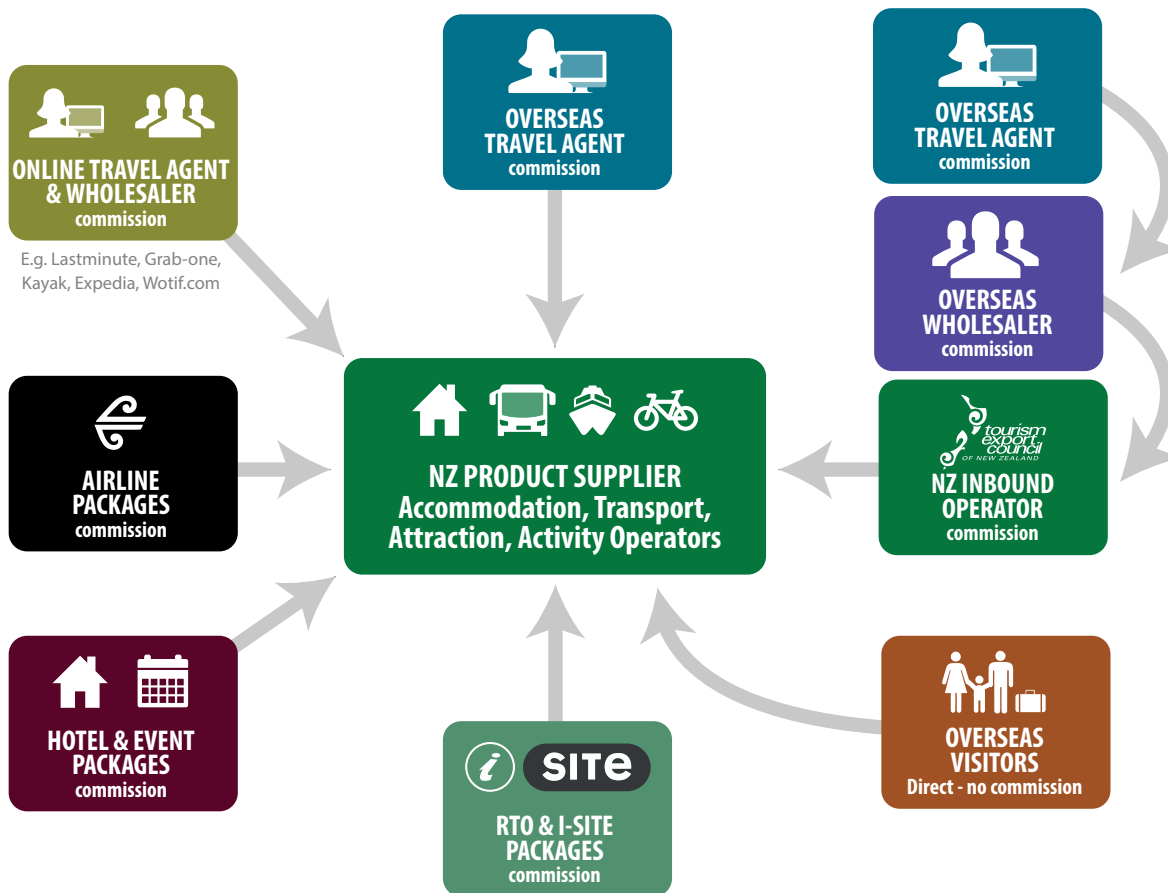 ONLINE TRAVEL AGENT
& WHOLESALER
commission
E.g. Lastminute, Grab-one,
Kayak, Expedia, Wotif.com
OVERSEAS
TRAVEL AGENT
commission
OVERSEAS
TRAVEL AGENT
commission
OVERSEAS
WHOLESALER
commission
AIRLINE
PACKAGES
commission
NZ PRODUCT SUPPLIER
Accommodation, Transport,
Attraction, Activity Operators
tourism
export
council
OF NEW ZEALAND
NZ INBOUND
OPERATOR
commission
HOTEL & EVENT
PACKAGES
commission
i SITE
RTO & I-SITE
PACKAGES
commission
OVERSEAS
VISITORS
Direct - no commission